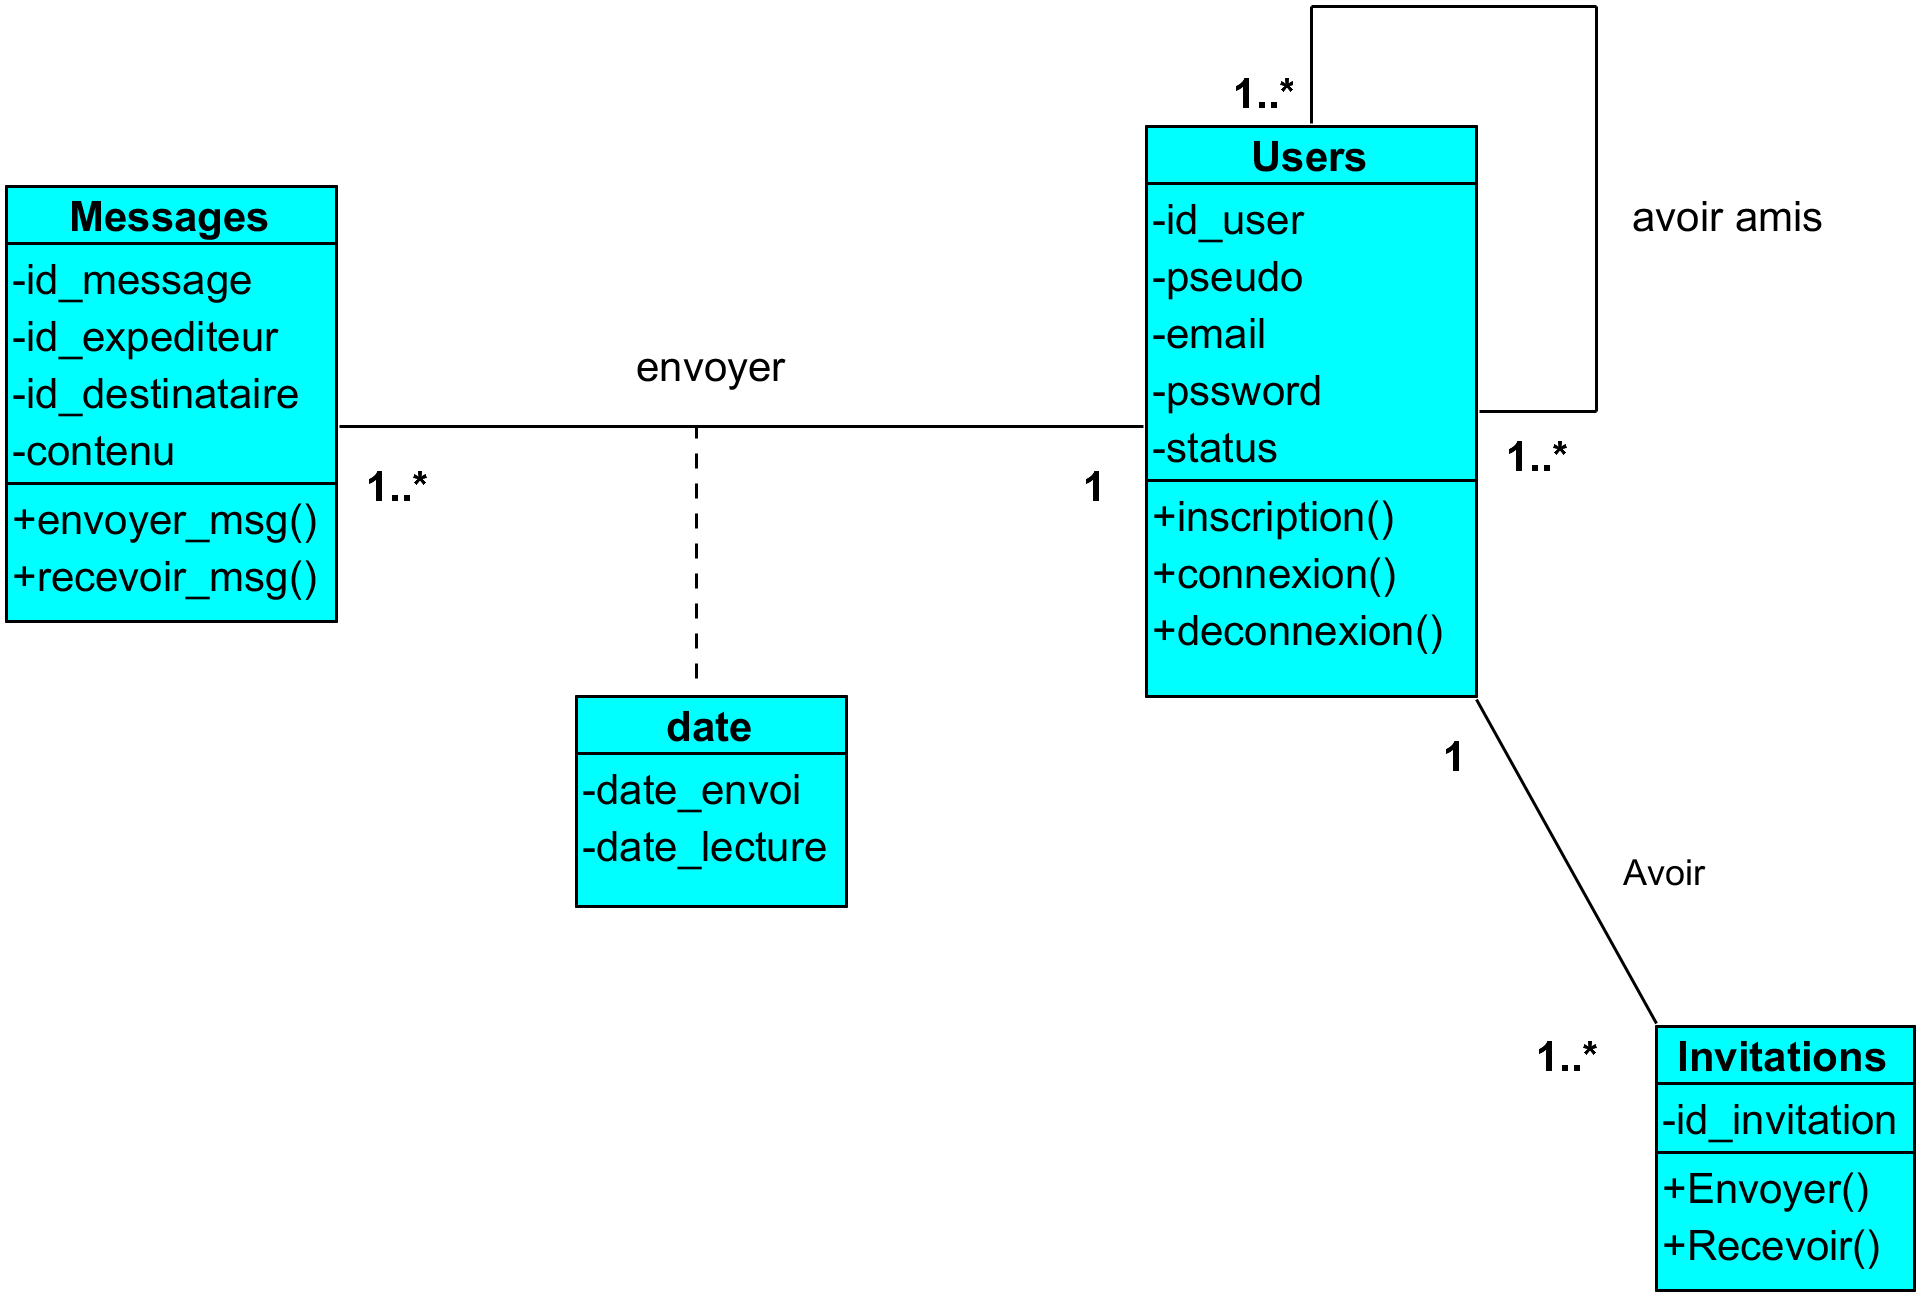 Messages
-id_message
-id_expediteur
-id_destinataire
-contenu
+envoyer_msg()
+recevoir_msg()
envoyer
1..*
1
date
-date_envoi
-date_lecture
1..*
Users
-id_user
-pseudo
-email
-pssword
-status
+inscription()
+connexion()
+deconnexion()
avoir amis
1..*
1
Avoir
1..*
Invitations
-id_invitation
+Envoyer()
+Recevoir()